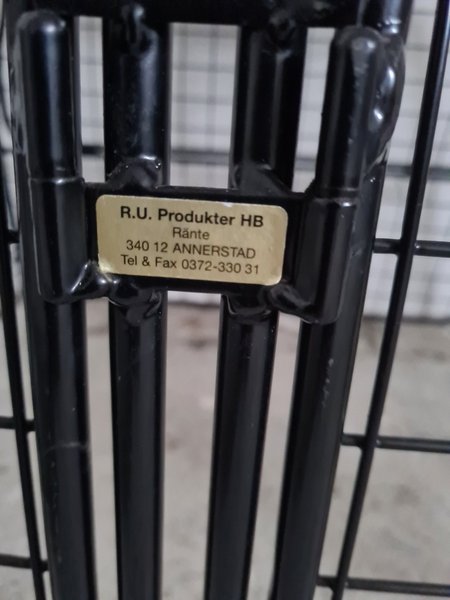 R.U. Produkter HB
Ränte
340 12 ANNERSTAD
Tel & Fax 0372-330 31